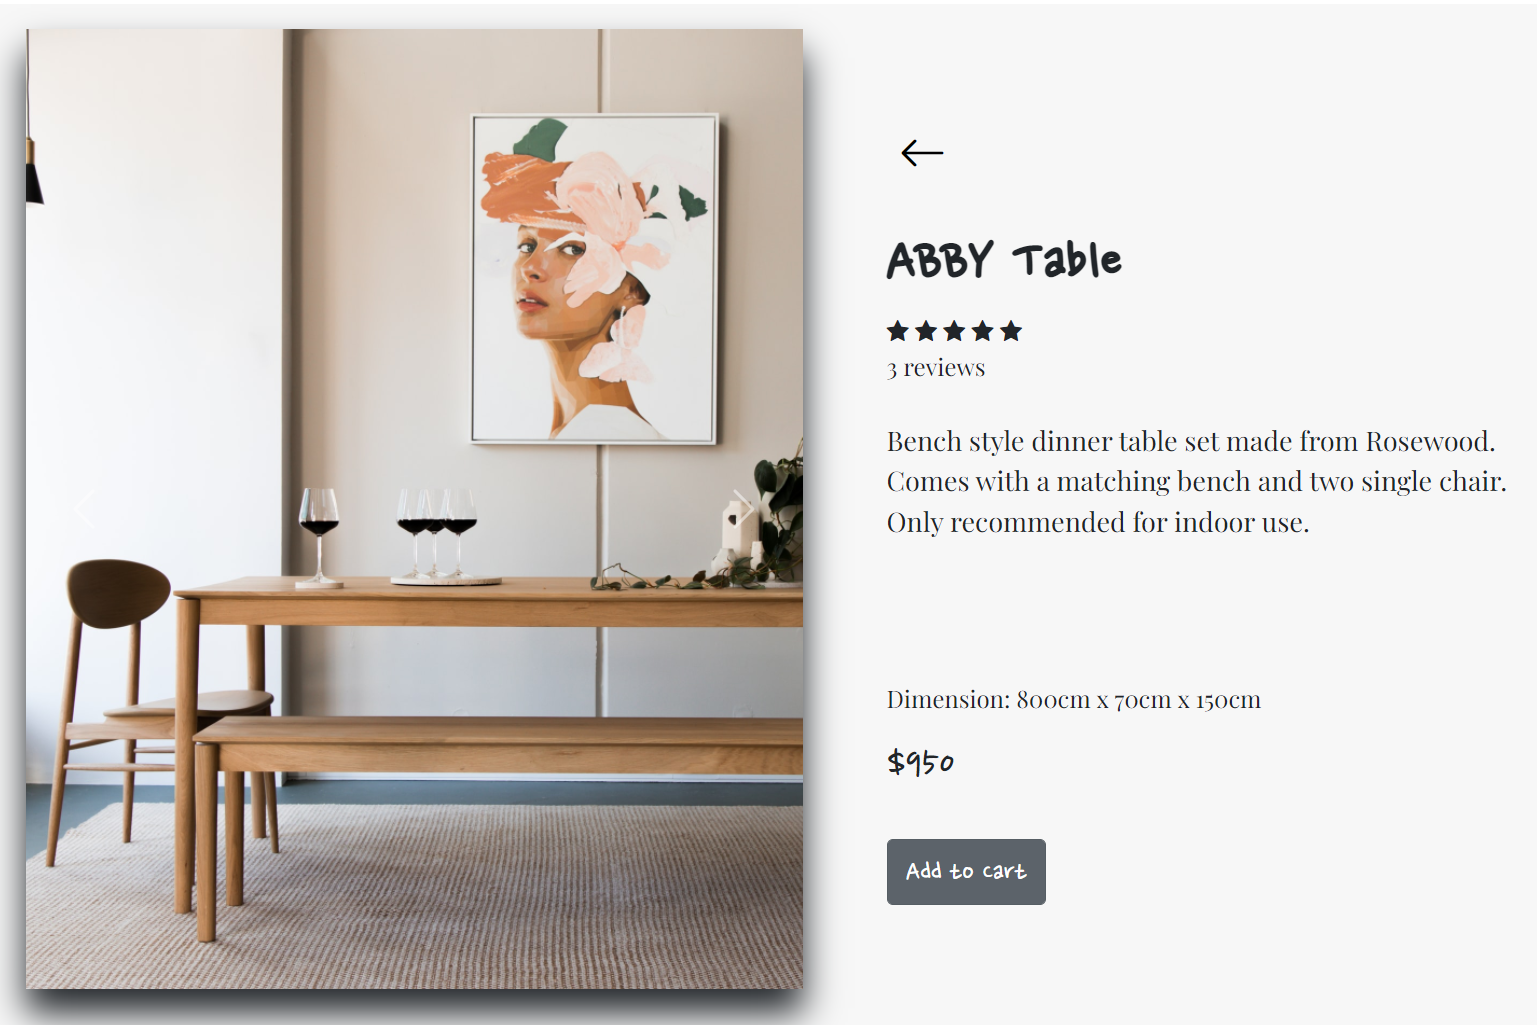 ABBY Table
3 reviews
Bench style dinner table set made from Rosewood.
Comes with a matching bench and two single chair.
Only recommended for indoor use.
Dimension: 800cm x 70cm x 150cm
$950
Add to cart